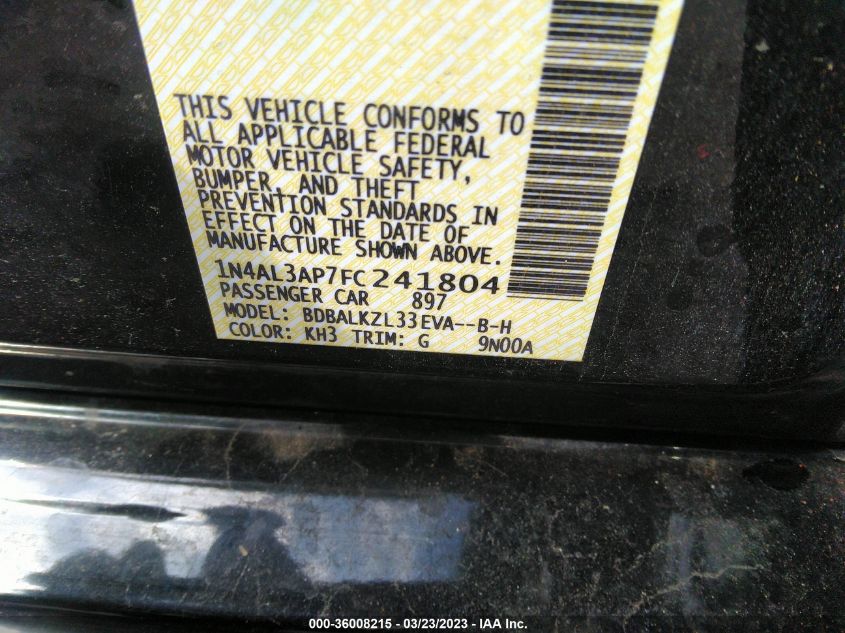 THIS VEHICLE CONFORMS TO
ALL APPLICABLE FEDERAL
MOTOR VEHICLE SAFETY,
BUMPER, AND THEFT
PREVENTION STANDARDS IN
EFFECT ON THE DATE OF
MANUFACTURE SHOWN ABOVE.
1N4AL3AP7FC241804
PASSENGER CAR 897
MODEL: BDBALKZL33EVA--B-H
COLOR: KH3 TRIM: G 9N00A
000-36008215 - 03/23/2023 - IAA Inc.